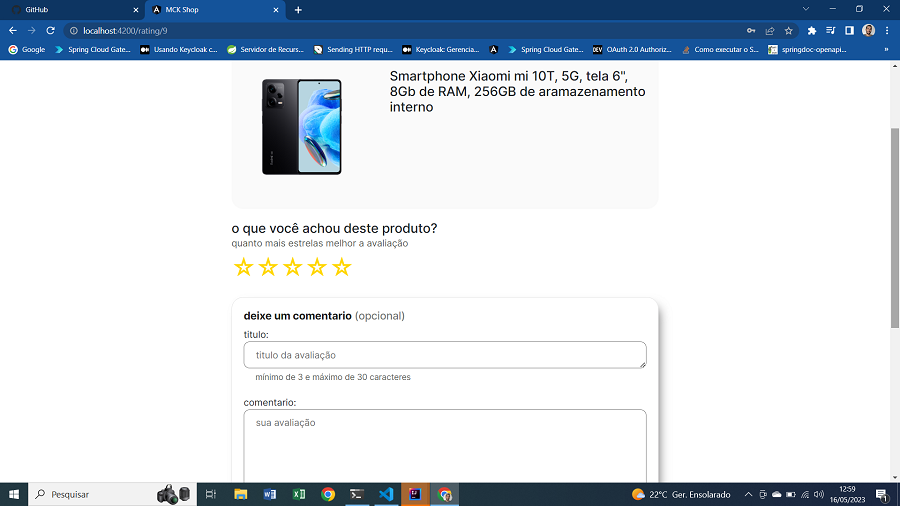 GitHub
MCK Shop
localhost:4200/rating/9
Google
Spring Cloud Gate...
Usando Keycloak c...
Servidor de Recurs...
Sending HTTP requ...
Keycloak: Gerencia...
Spring Cloud Gate...
DEV
OAuth 2.0 Authoriz...
Como executar o S...
springdoc-openapi...
»
Smartphone Xiaomi mi 10T, 5G, tela 6",
8Gb de RAM, 256GB de aramazenamento
interno
o que você achou deste produto?
quanto mais estrelas melhor a avaliação
deixe um comentario (opcional)
titulo:
titulo da avaliação
mínimo de 3 e máximo de 30 caracteres
comentario:
sua avaliação
Pesquisar
22°C Ger. Ensolarado
12:59
16/05/2023
1